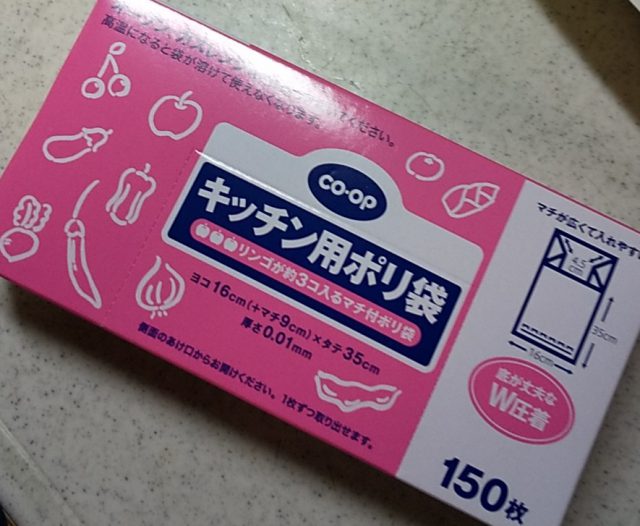 高温になると袋が溶けて使えなくなります。
ください。
CO-OP
キッチン用ポリ袋
リンゴが約3コ入るマチ付ポリ袋
ヨコ16cm(+マチ9cm)×タテ35cm
厚さ0.01mm
側面のあけ口からお開けください。1枚ずつ取り出せます。
マチが広くて入れやす
4.5
cm
35cm
16cm
底が丈夫な
W圧着
150枚